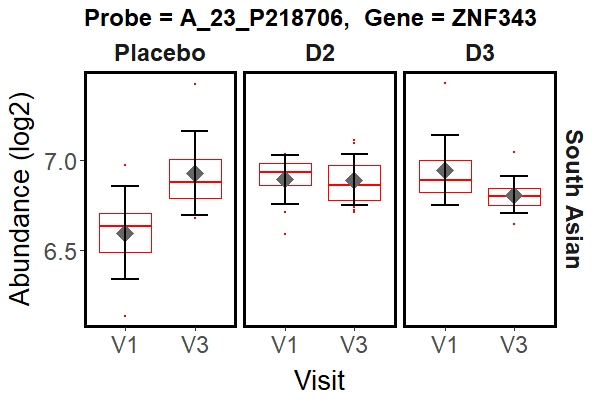 Probe = A_23_P218706,  Gene = ZNF343
Placebo D2 D3
Abundance (log2)
7.0
6.5
South Asian
V1 V3 V1 V3 V1 V3
Visit